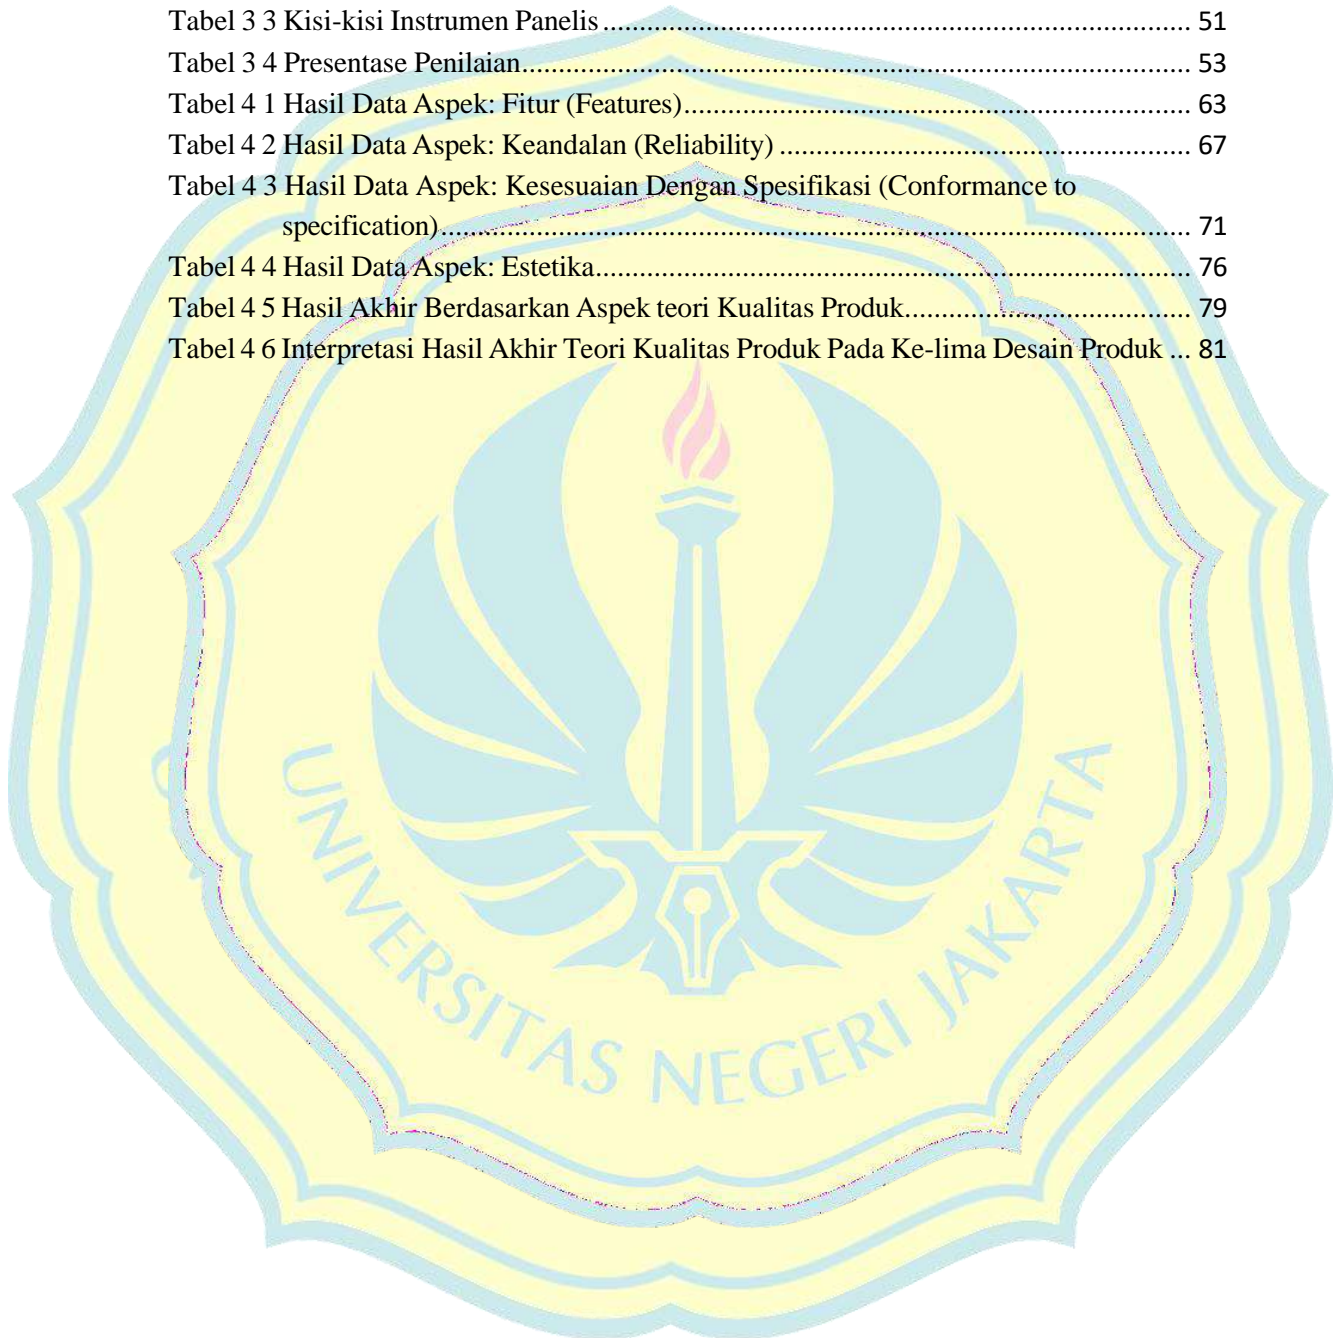 Tabel 3 3 Kisi-kisi Instrumen Panelis ........................................................................ 51
Tabel 3 4 Presentase Penilaian................................................................................. 53
Tabel 4 1 Hasil Data Aspek: Fitur (Features)........................................................... 63
Tabel 4 2 Hasil Data Aspek: Keandalan (Reliability) ................................................ 67
Tabel 4 3 Hasil Data Aspek: Kesesuaian Dengan Spesifikasi (Conformance to
specification)............................................................................................ 71
Tabel 4 4 Hasil Data Aspek: Estetika....................................................................... 76
Tabel 4 5 Hasil Akhir Berdasarkan Aspek teori Kualitas Produk.................................. 79
Tabel 4 6 Interpretasi Hasil Akhir Teori Kualitas Produk Pada Ke-lima Desain Produk ... 81
UNIVERSITAS NEGERI JAKARTA